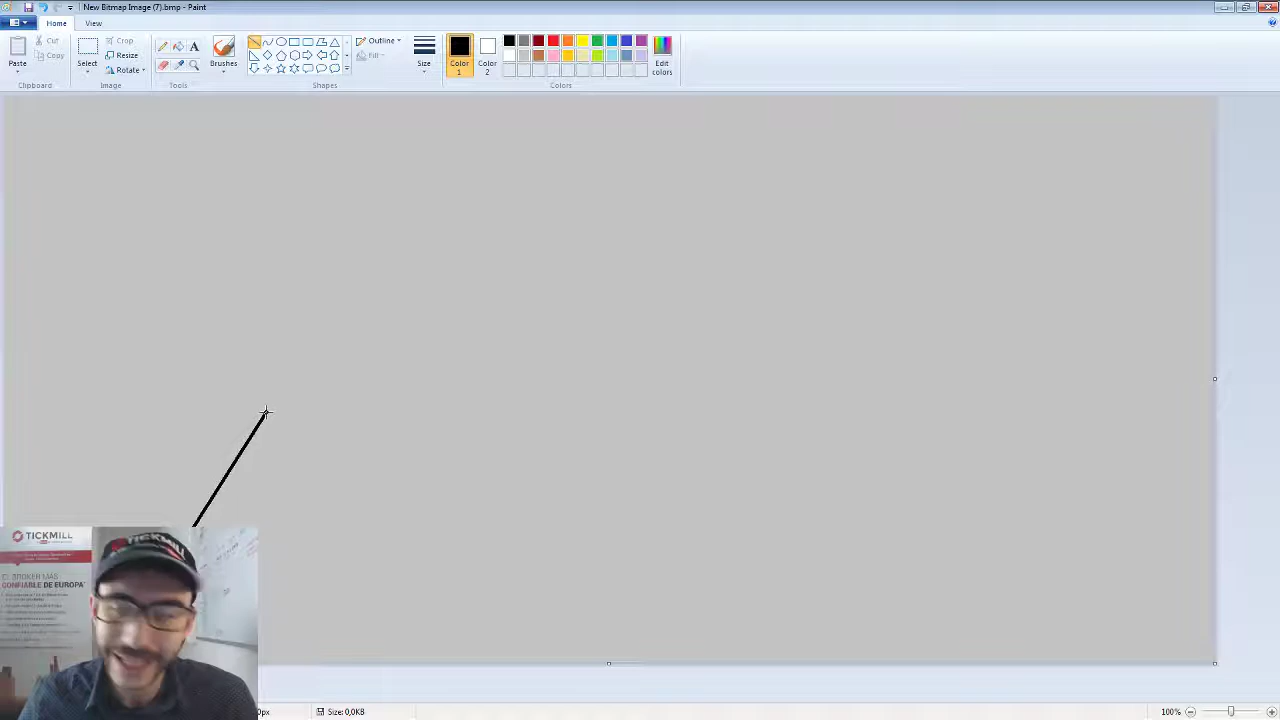 New Bitmap Image (7).bmp - Paint
Home
View
Paste
Cut
Copy
Clipboard
Select
Crop
Resize
Rotate
Image
A
Tools
Brushes
Shapes
Outline
Fill
Size
Color 1
Color 2
Edit colors
Colors
TICKMILL
EL BROKER MÁS
CONFIABLE DE EUROPA
TICKMILL
0px
Size: 0,0KB
100%